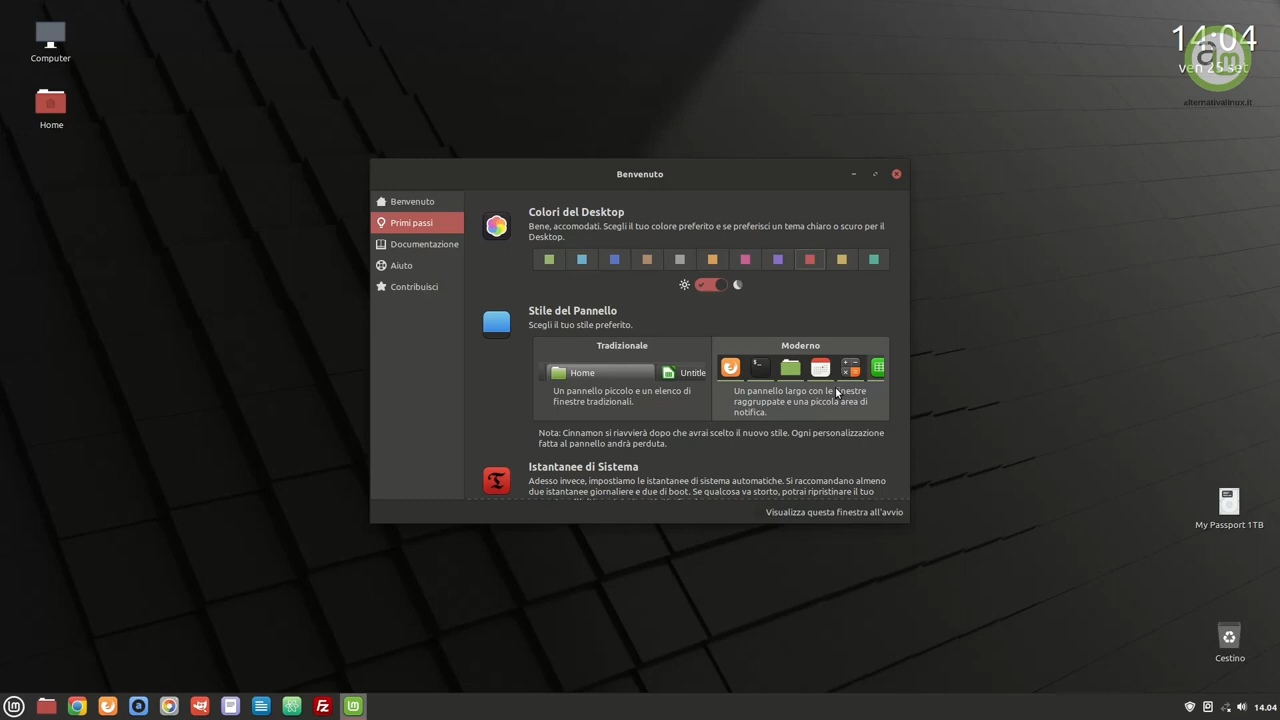 Computer
Home
14:04
ven 25 set
am
alternativalinux.it
Benvenuto
Benvenuto
Primi passi
Documentazione
Aiuto
Contribuisci
Colori del Desktop
Bene, accomodati. Scegli il tuo colore preferito e se preferisci un tema chiaro o scuro per il
Desktop.
Stile del Pannello
Scegli il tuo stile preferito.
Tradizionale
Home
Untitle
Un pannello piccolo e un elenco di
finestre tradizionali.
Moderno
Un pannello largo con le finestre
raggruppate e una piccola area di
notifica.
Nota: Cinnamon si riavvierà dopo che avrai scelto il nuovo stile. Ogni personalizzazione
fatta al pannello andrà perduta.
Istantanee di Sistema
Adesso invece, impostiamo le istantanee di sistema automatiche. Si raccomandano almeno
due istantanee giornaliere e due di boot. Se qualcosa va storto, potrai ripristinare il tuo
Visualizza questa finestra all'avvio
My Passport 1TB
Cestino
14.04